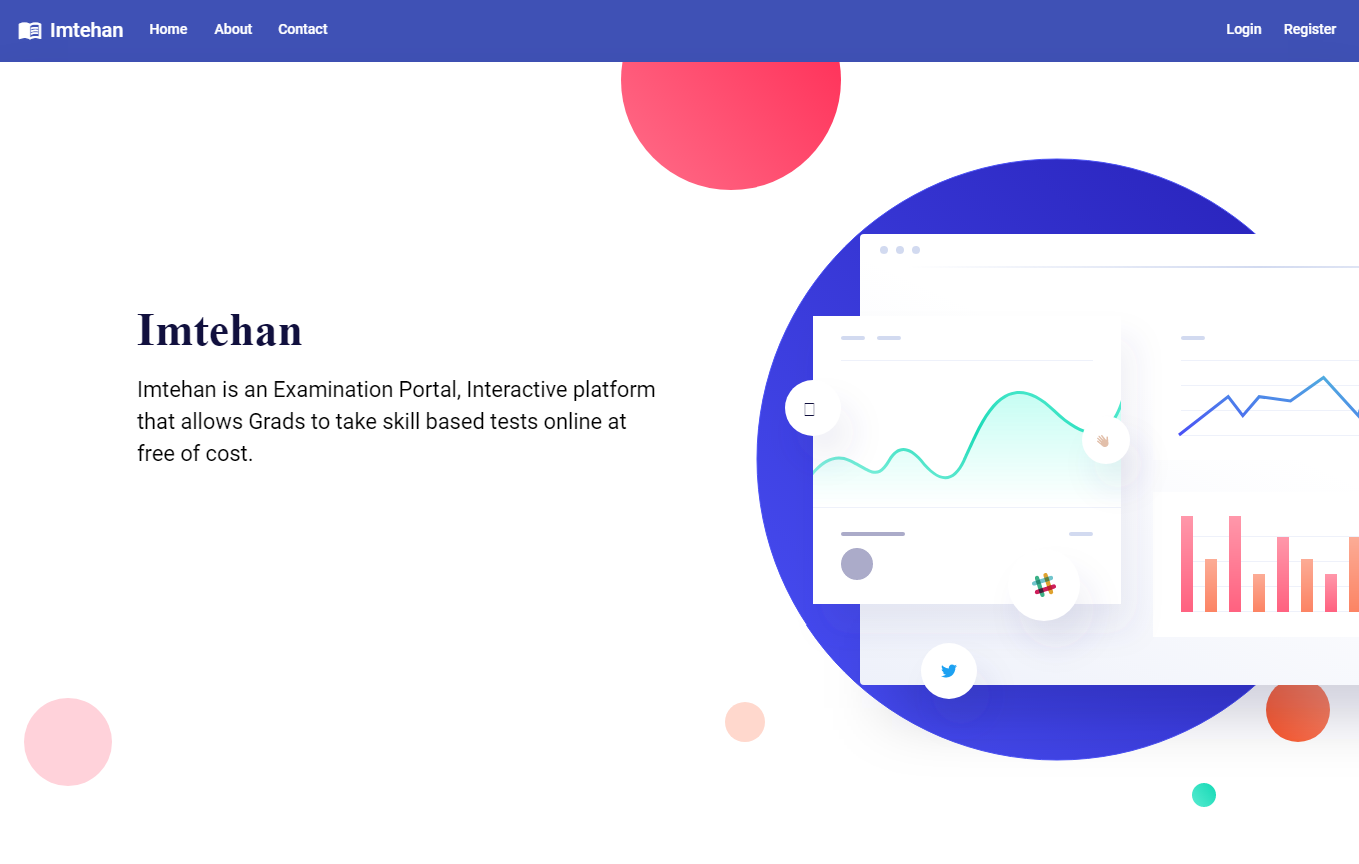 Imtehan Home About Contact Login Register
Imtehan
Imtehan is an Examination Portal, Interactive platform
that allows Grads to take skill based tests online at
free of cost.